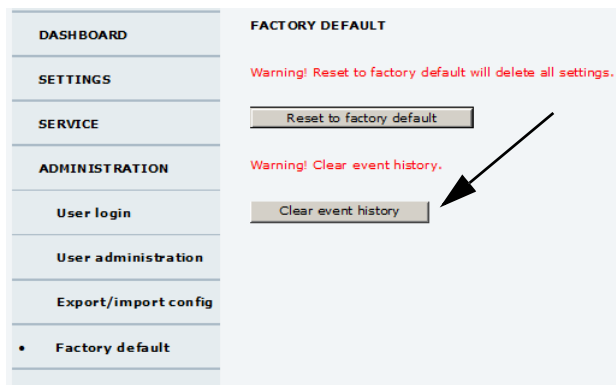 DASHBOARD
SETTINGS
SERVICE
ADMINISTRATION
User login
User administration
Export/import config
• Factory default
FACTORY DEFAULT
Warning! Reset to factory default will delete all settings.
Reset to factory default
Warning! Clear event history.
Clear event history